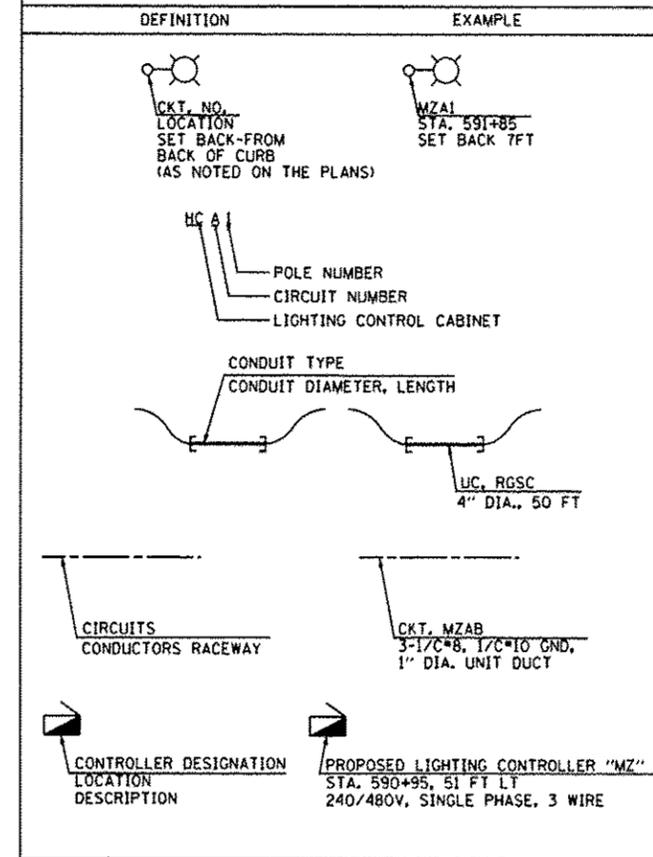 DEFINITION
EXAMPLE
CKT. NO.
LOCATION
SET BACK-FROM
BACK OF CURB
(AS NOTED ON THE PLANS)
MZA1
STA. 591+85
SET BACK 7FT
HC A 1
POLE NUMBER
CIRCUIT NUMBER
LIGHTING CONTROL CABINET
CONDUIT TYPE
CONDUIT DIAMETER, LENGTH
UC, RGSC
4" DIA., 50 FT
CIRCUITS
CONDUCTORS RACEWAY
CKT. MZAB
3-1/C#8, 1/C#10 GND,
1" DIA. UNIT DUCT
CONTROLLER DESIGNATION
LOCATION
DESCRIPTION
PROPOSED LIGHTING CONTROLLER "MZ"
STA. 590+95, 51 FT LT
240/480V, SINGLE PHASE, 3 WIRE